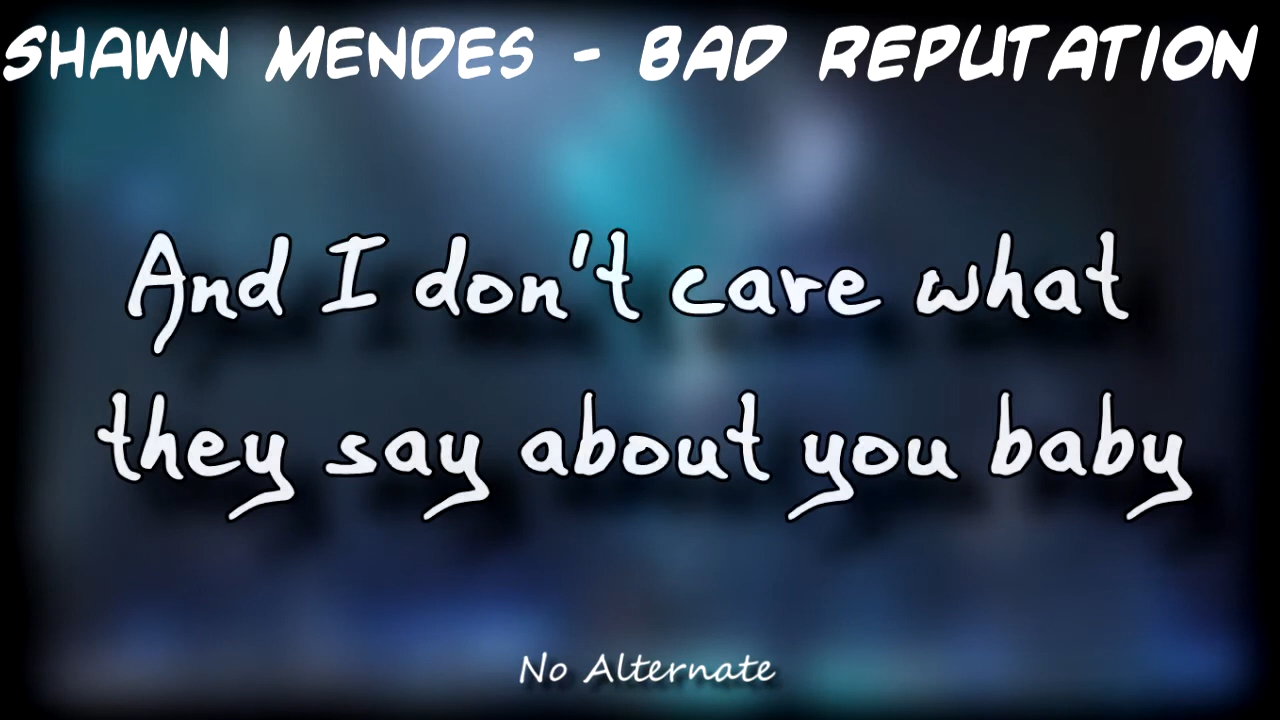 SHAWN MENDES - BAD REPUTATION
And I don't care what
they say about you baby
No Alternate